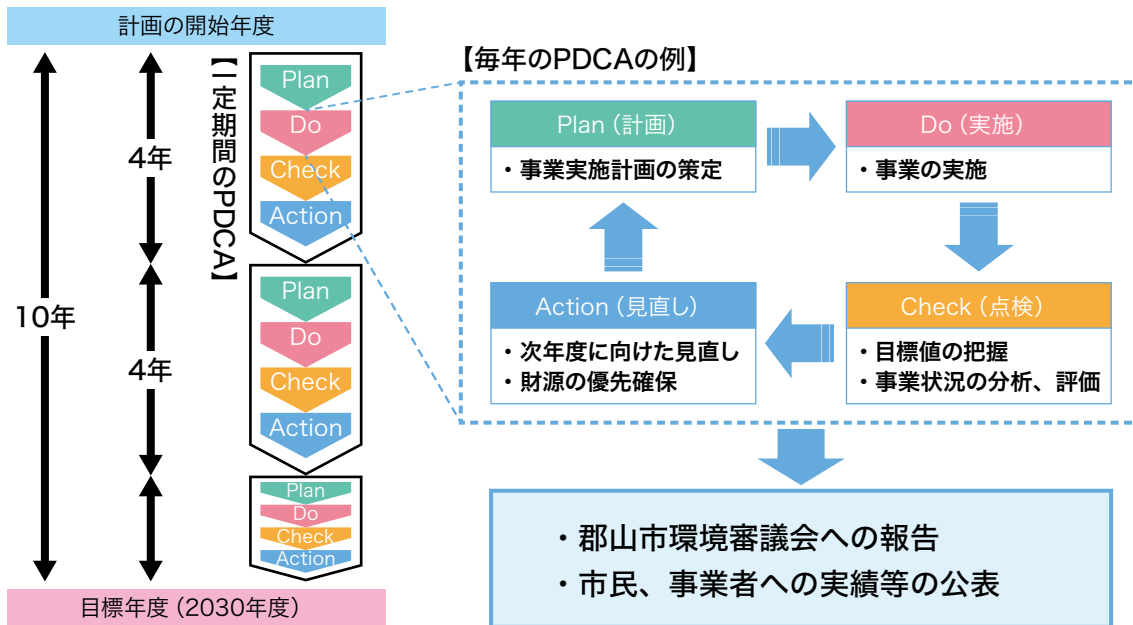 計画の開始年度
10年
4年
4年
【一定期間のPDCA】
Plan
Do
Check
Action
Plan
Do
Check
Action
Plan
Do
Check
Action
目標年度（2030年度）
【毎年のPDCAの例】
Plan（計画）
・事業実施計画の策定
Do（実施）
・事業の実施
Action（見直し）
・次年度に向けた見直し
・財源の優先確保
Check（点検）
・目標値の把握
・事業状況の分析、評価
・郡山市環境審議会への報告
・市民、事業者への実績等の公表